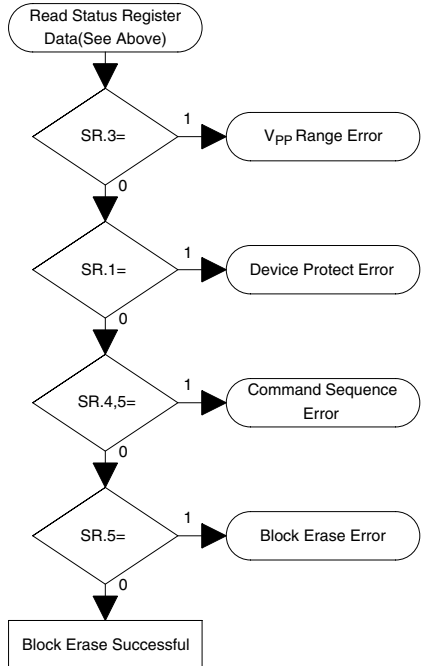 Read Status Register
Data(See Above)
SR.3=
1
VPP Range Error
0
SR.1=
1
Device Protect Error
0
SR.4,5=
1
Command Sequence
Error
0
SR.5=
1
Block Erase Error
0
Block Erase Successful